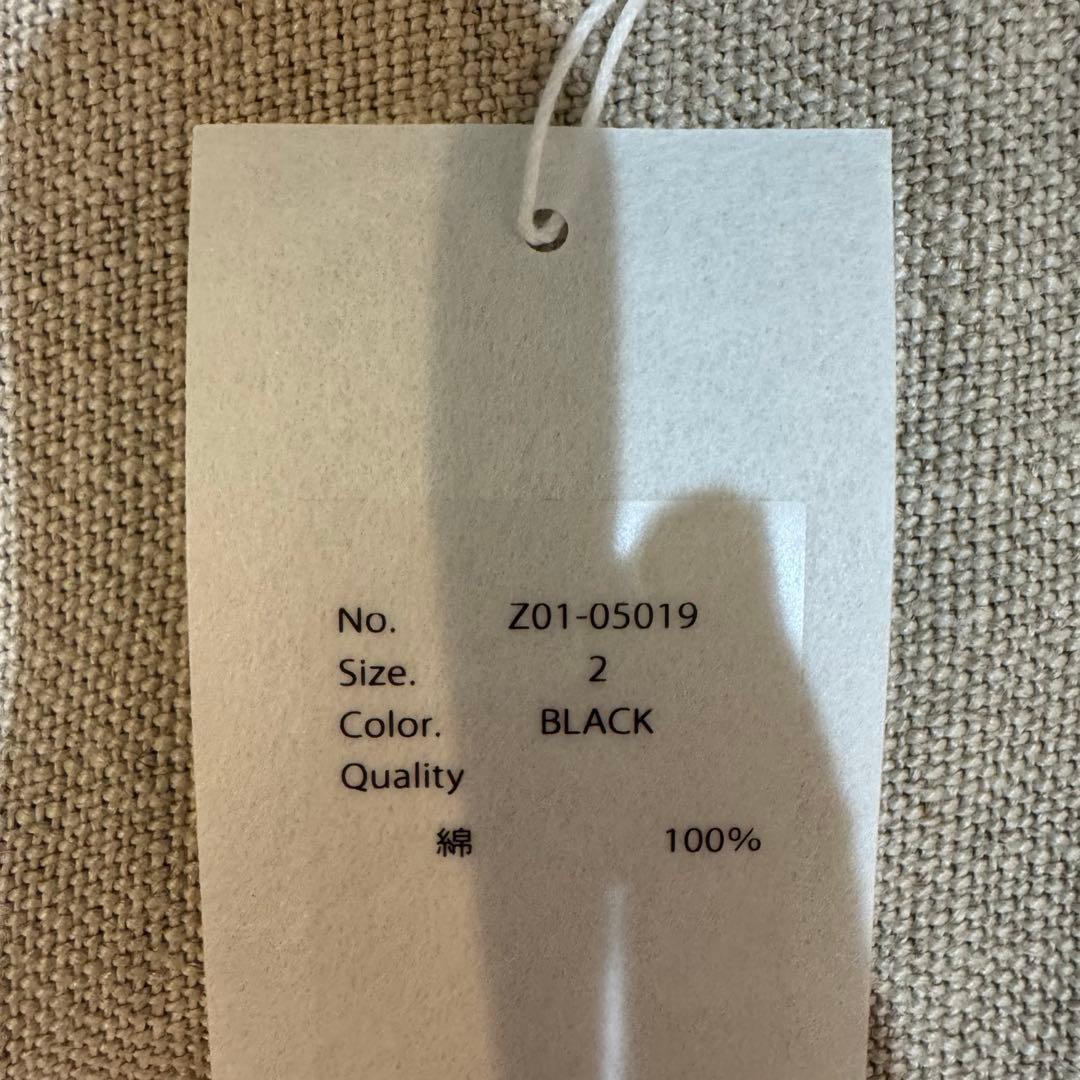 No. Z01-05019
Size. 2
Color. BLACK
Quality
綿 100%